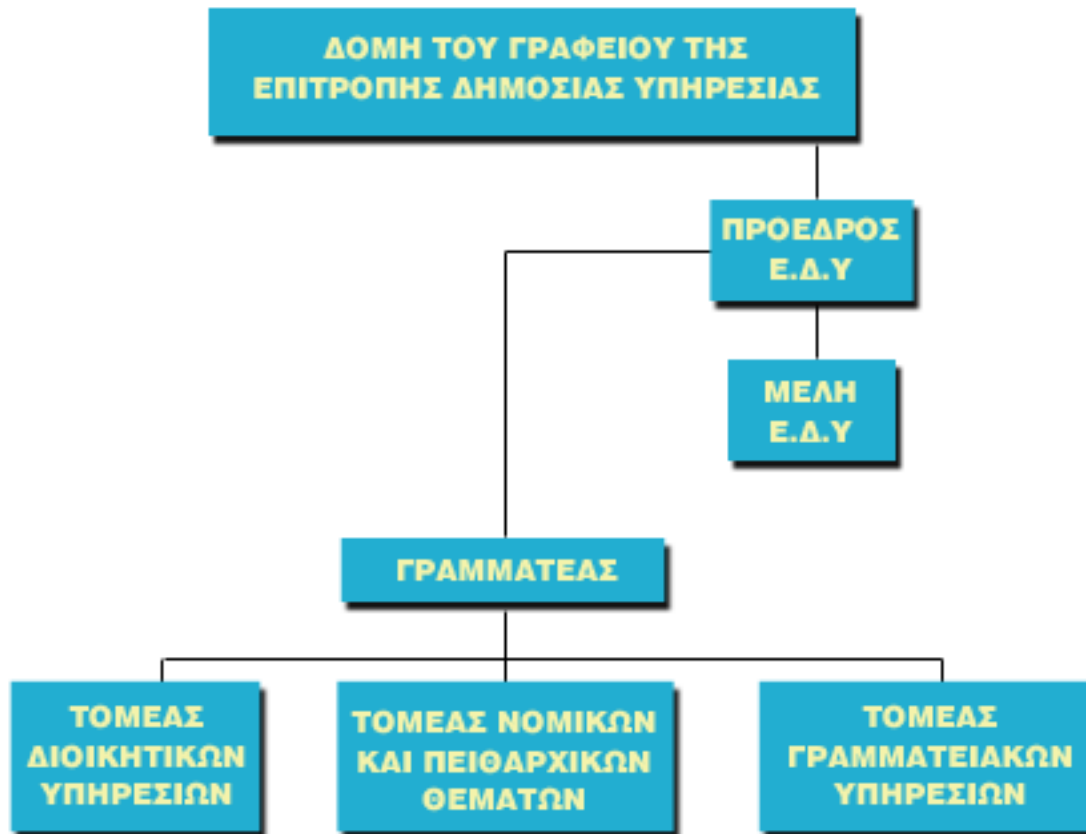 ΔΟΜΗ ΤΟΥ ΓΡΑΦΕΙΟΥ ΤΗΣ
ΕΠΙΤΡΟΠΗΣ ΔΗΜΟΣΙΑΣ ΥΠΗΡΕΣΙΑΣ
ΠΡΟΕΔΡΟΣ
Ε.Δ.Υ
ΜΕΛΗ
Ε.Δ.Υ
ΓΡΑΜΜΑΤΕΑΣ
ΤΟΜΕΑΣ
ΔΙΟΙΚΗΤΙΚΩΝ
ΥΠΗΡΕΣΙΩΝ
ΤΟΜΕΑΣ ΝΟΜΙΚΩΝ
ΚΑΙ ΠΕΙΘΑΡΧΙΚΩΝ
ΘΕΜΑΤΩΝ
ΤΟΜΕΑΣ
ΓΡΑΜΜΑΤΕΙΑΚΩΝ
ΥΠΗΡΕΣΙΩΝ